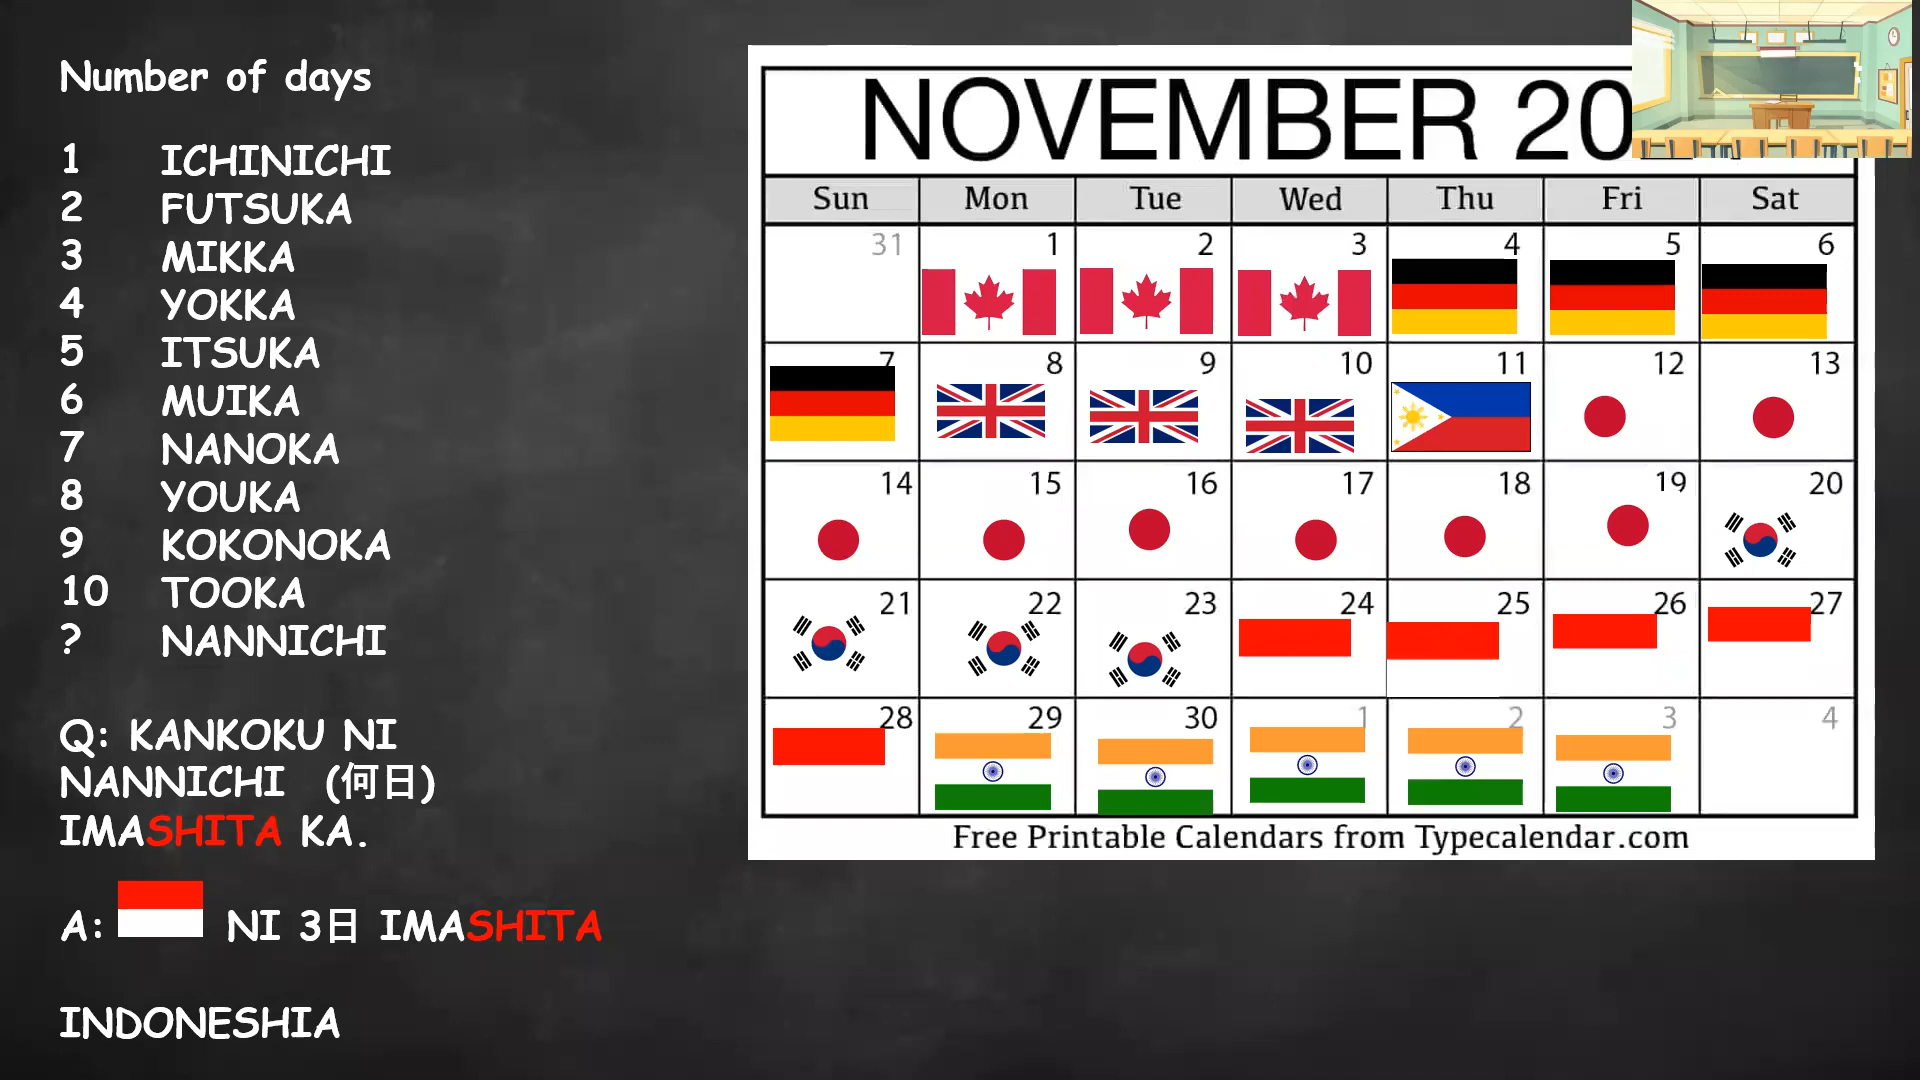 Number of days
1 ICHINICHI
2 FUTSUKA
3 MIKKA
4 YOKKA
5 ITSUKA
6 MUIKA
7 NANOKA
8 YOUKA
9 KOKONOKA
10 TOOKA
? NANNICHI
Q: KANKOKU NI
NANNICHI (何日)
IMASHITA KA.
A: NI 3日 IMASHITA
INDONESHIA
NOVEMBER 20
Sun Mon Tue Wed Thu Fri Sat
31 1 2 3 4 5 6
7 8 9 10 11 12 13
14 15 16 17 18 19 20
21 22 23 24 25 26 27
28 29 30 1 2 3 4
Free Printable Calendars from Typecalendar.com